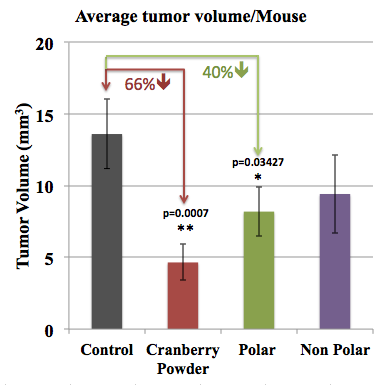 Average tumor volume/Mouse
Tumor Volume (mm³)
20
15
10
5
0
66%
40%
p=0.0007
**
p=0.03427
*
Control
Cranberry
Powder
Polar
Non Polar